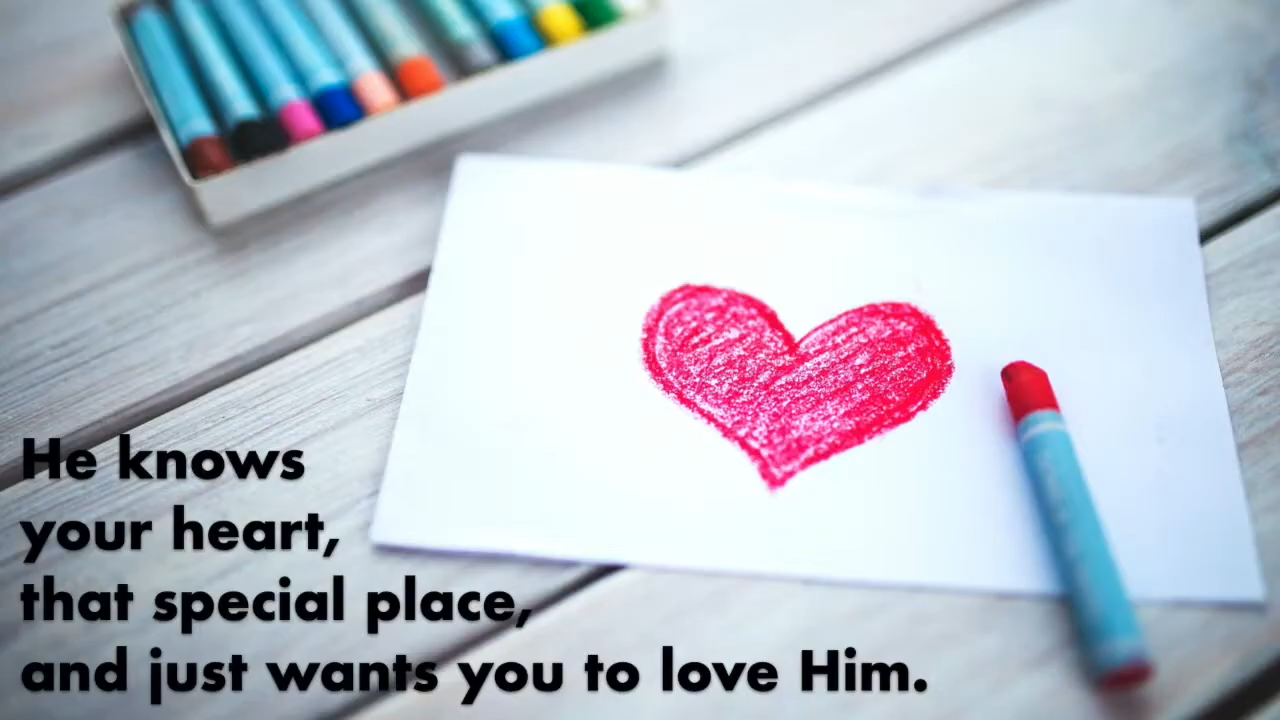 He knows
your heart,
that special place,
and just wants you to love Him.